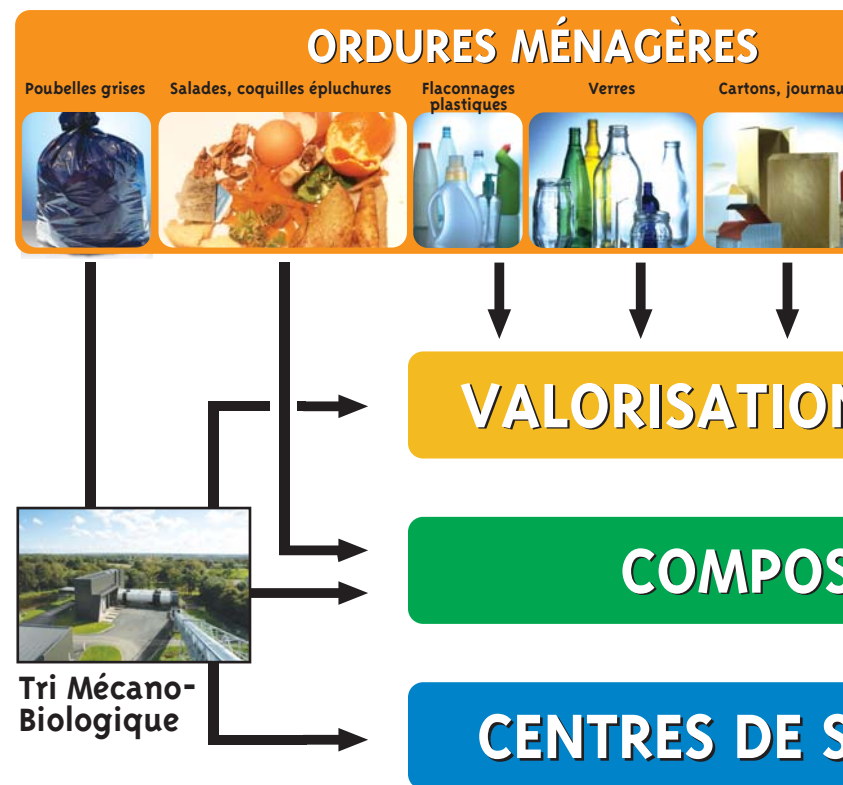 ORDURES MÉNAGÈRES
Poubelles grises
Salades, coquilles épluchures
Flaconnages
plastiques
Verres
Cartons, journau
VALORISATION
COMPOS
CENTRES DE S
Tri Mécano-
Biologique